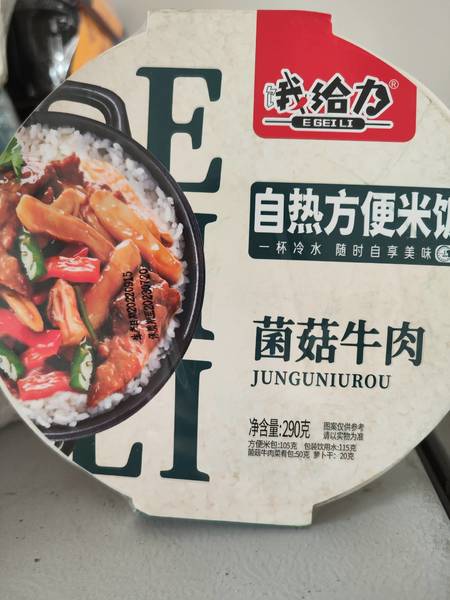 EGEILI
哦给力®
EGEILI
自热方便米饭
一杯冷水 随时自享美味
菌菇牛肉
JUNGUNIUROU
净含量:290克
图案仅供参考
请以实物为准
方便米包:105克 包装饮用水:115克
菌菇牛肉菜肴包:50克 萝卜干:20克